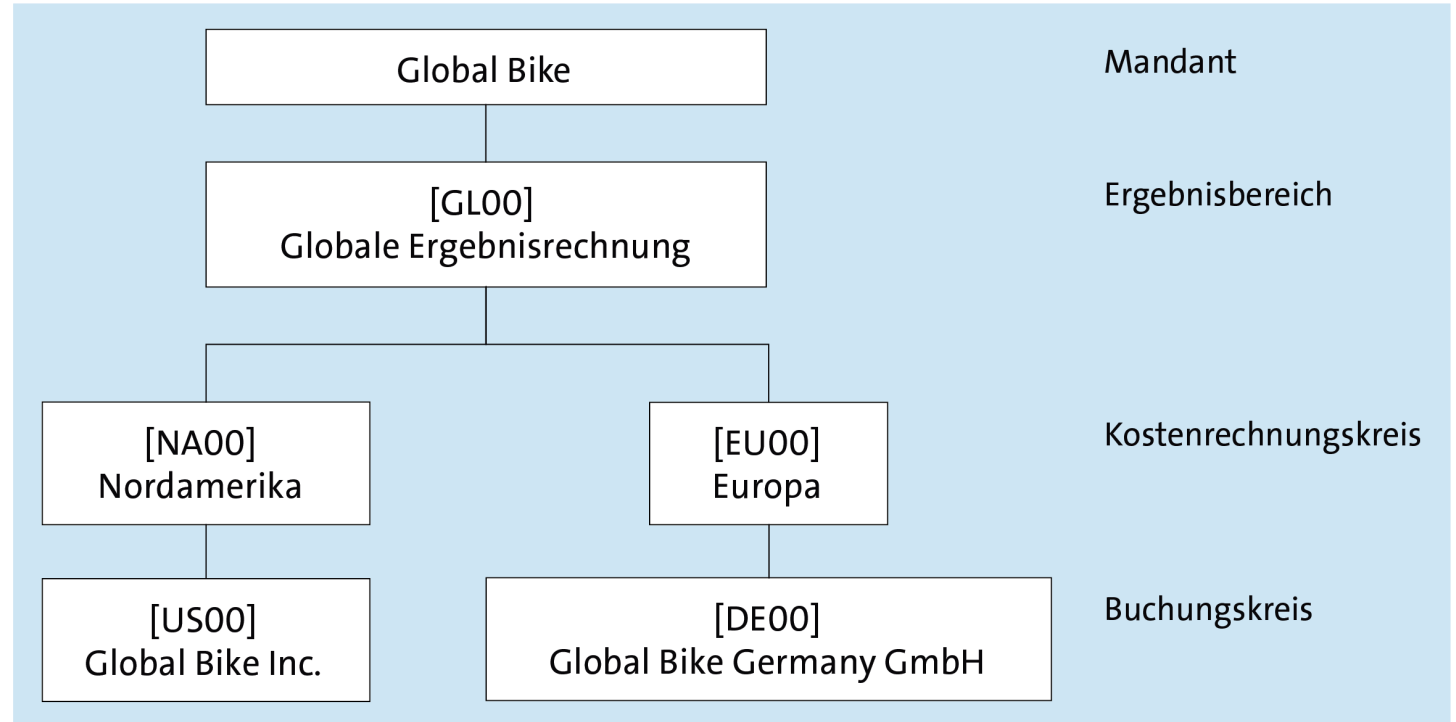 Global Bike
Mandant
[GL00]
Globale Ergebnisrechnung
Ergebnisbereich
[NA00]
Nordamerika
[EU00]
Europa
Kostenrechnungskreis
[US00]
Global Bike Inc.
[DE00]
Global Bike Germany GmbH
Buchungskreis